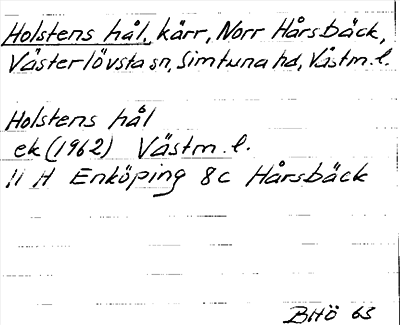 Holstens hål, kärr, Norr Hårsbäck,
Västerlövsta sn, Simtuna hd, Västm. l.
Holstens hål
ek (1962) Västm. l.
11 H Enköping 8c Hårsbäck
BHÖ 65